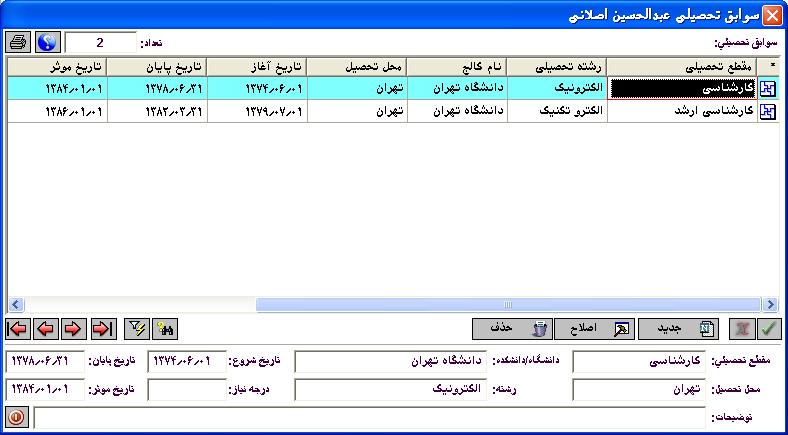 سوابق تحصیلی عبدالحسین اصلانی
سوابق تحصیلی: تعداد: 2
* مقطع تحصیلی رشته تحصیلی نام کالج محل تحصیل تاریخ آغاز تاریخ پایان تاریخ موثر
کارشناسی الکترونیک دانشگاه تهران تهران ۱۳۷۴/۰۶/۰۱ ۱۳۷۸/۰۶/۳۱ ۱۳۸۴/۰۱/۰۱
کارشناسی ارشد الکترو تکنیک دانشگاه تهران تهران ۱۳۷۹/۰۷/۰۱ ۱۳۸۲/۰۳/۳۱ ۱۳۸۶/۰۱/۰۱
جدید اصلاح حذف
مقطع تحصیلی: کارشناسی دانشگاه/دانشکده: دانشگاه تهران تاریخ شروع: ۱۳۷۴/۰۶/۰۱ تاریخ پایان: ۱۳۷۸/۰۶/۳۱
محل تحصیل: تهران رشته: الکترونیک درجه نیاز: تاریخ موثر: ۱۳۸۴/۰۱/۰۱
توضیحات: